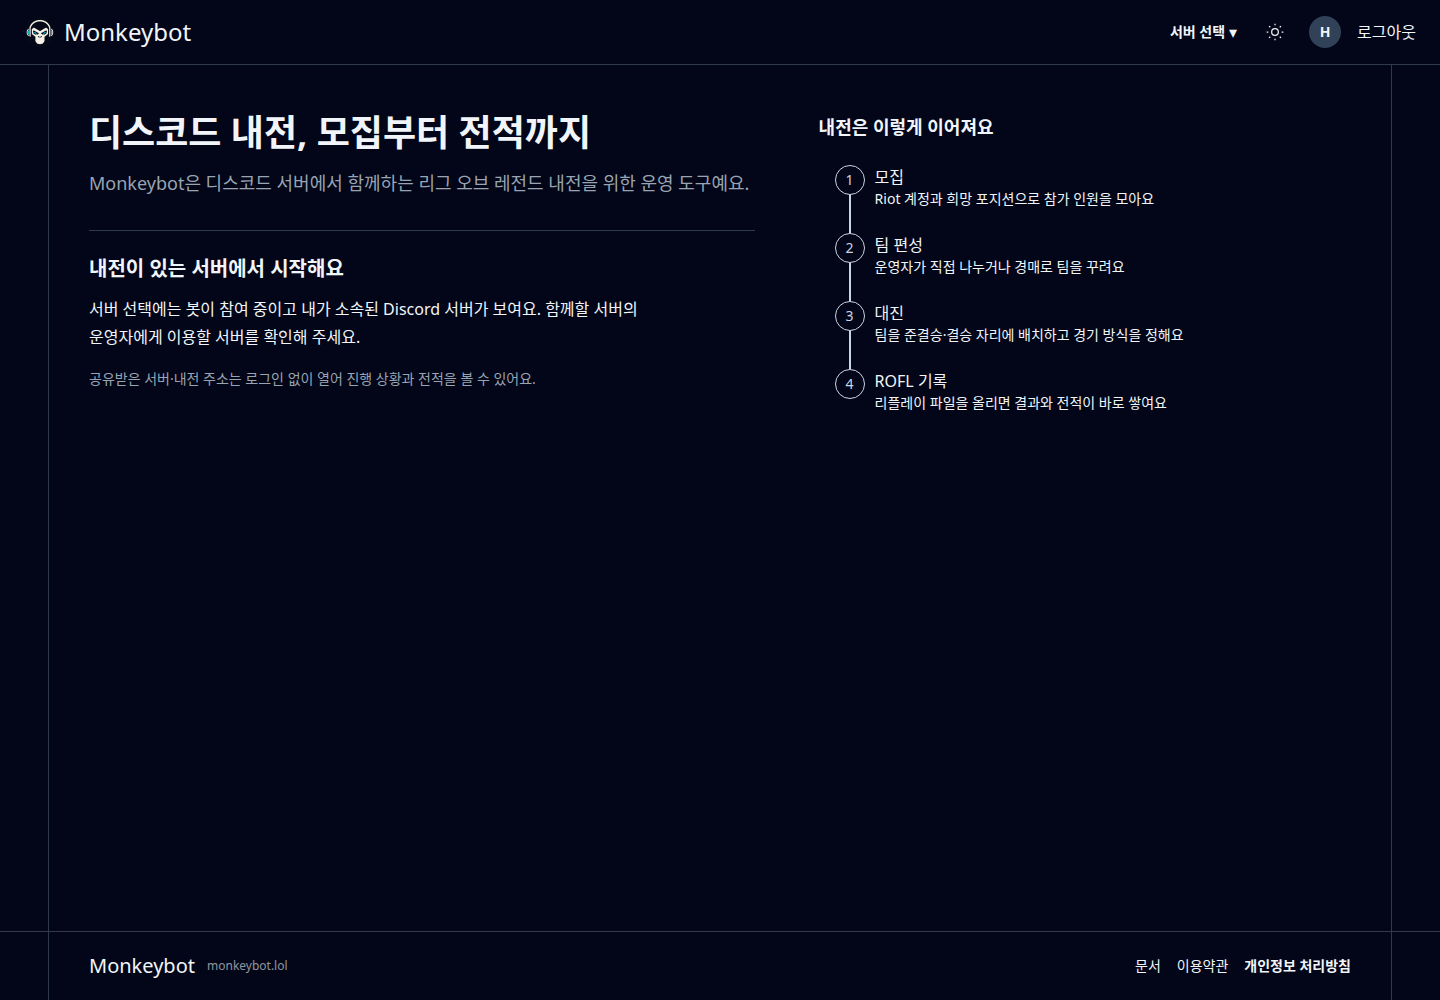 Monkeybot
서버 선택 ▾
H
로그아웃
디스코드 내전, 모집부터 전적까지
Monkeybot은 디스코드 서버에서 함께하는 리그 오브 레전드 내전을 위한 운영 도구예요.
내전이 있는 서버에서 시작해요
서버 선택에는 봇이 참여 중이고 내가 소속된 Discord 서버가 보여요. 함께할 서버의
운영자에게 이용할 서버를 확인해 주세요.
공유받은 서버·내전 주소는 로그인 없이 열어 진행 상황과 전적을 볼 수 있어요.
내전은 이렇게 이어져요
1
모집
Riot 계정과 희망 포지션으로 참가 인원을 모아요
2
팀 편성
운영자가 직접 나누거나 경매로 팀을 꾸려요
3
대진
팀을 준결승·결승 자리에 배치하고 경기 방식을 정해요
4
ROFL 기록
리플레이 파일을 올리면 결과와 전적이 바로 쌓여요
Monkeybot
monkeybot.lol
문서
이용약관
개인정보 처리방침